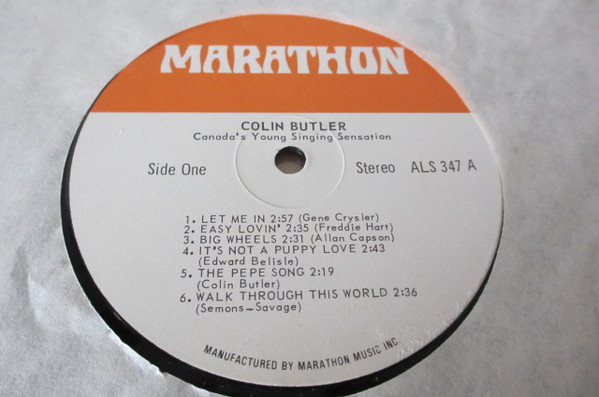 MARATHON
COLIN BUTLER
Canada's Young Singing Sensation
Side One
Stereo ALS 347 A
1. LET ME IN 2:57 (Gene Crysler)
2. EASY LOVIN' 2:35 (Freddie Hart)
3. BIG WHEELS 2:31 (Allan Capson)
4. IT'S NOT A PUPPY LOVE 2:43
(Edward Belisle)
5. THE PEPE SONG 2:19
(Colin Butler)
6. WALK THROUGH THIS WORLD 2:36
(Semons-Savage)
MANUFACTURED BY MARATHON MUSIC INC.